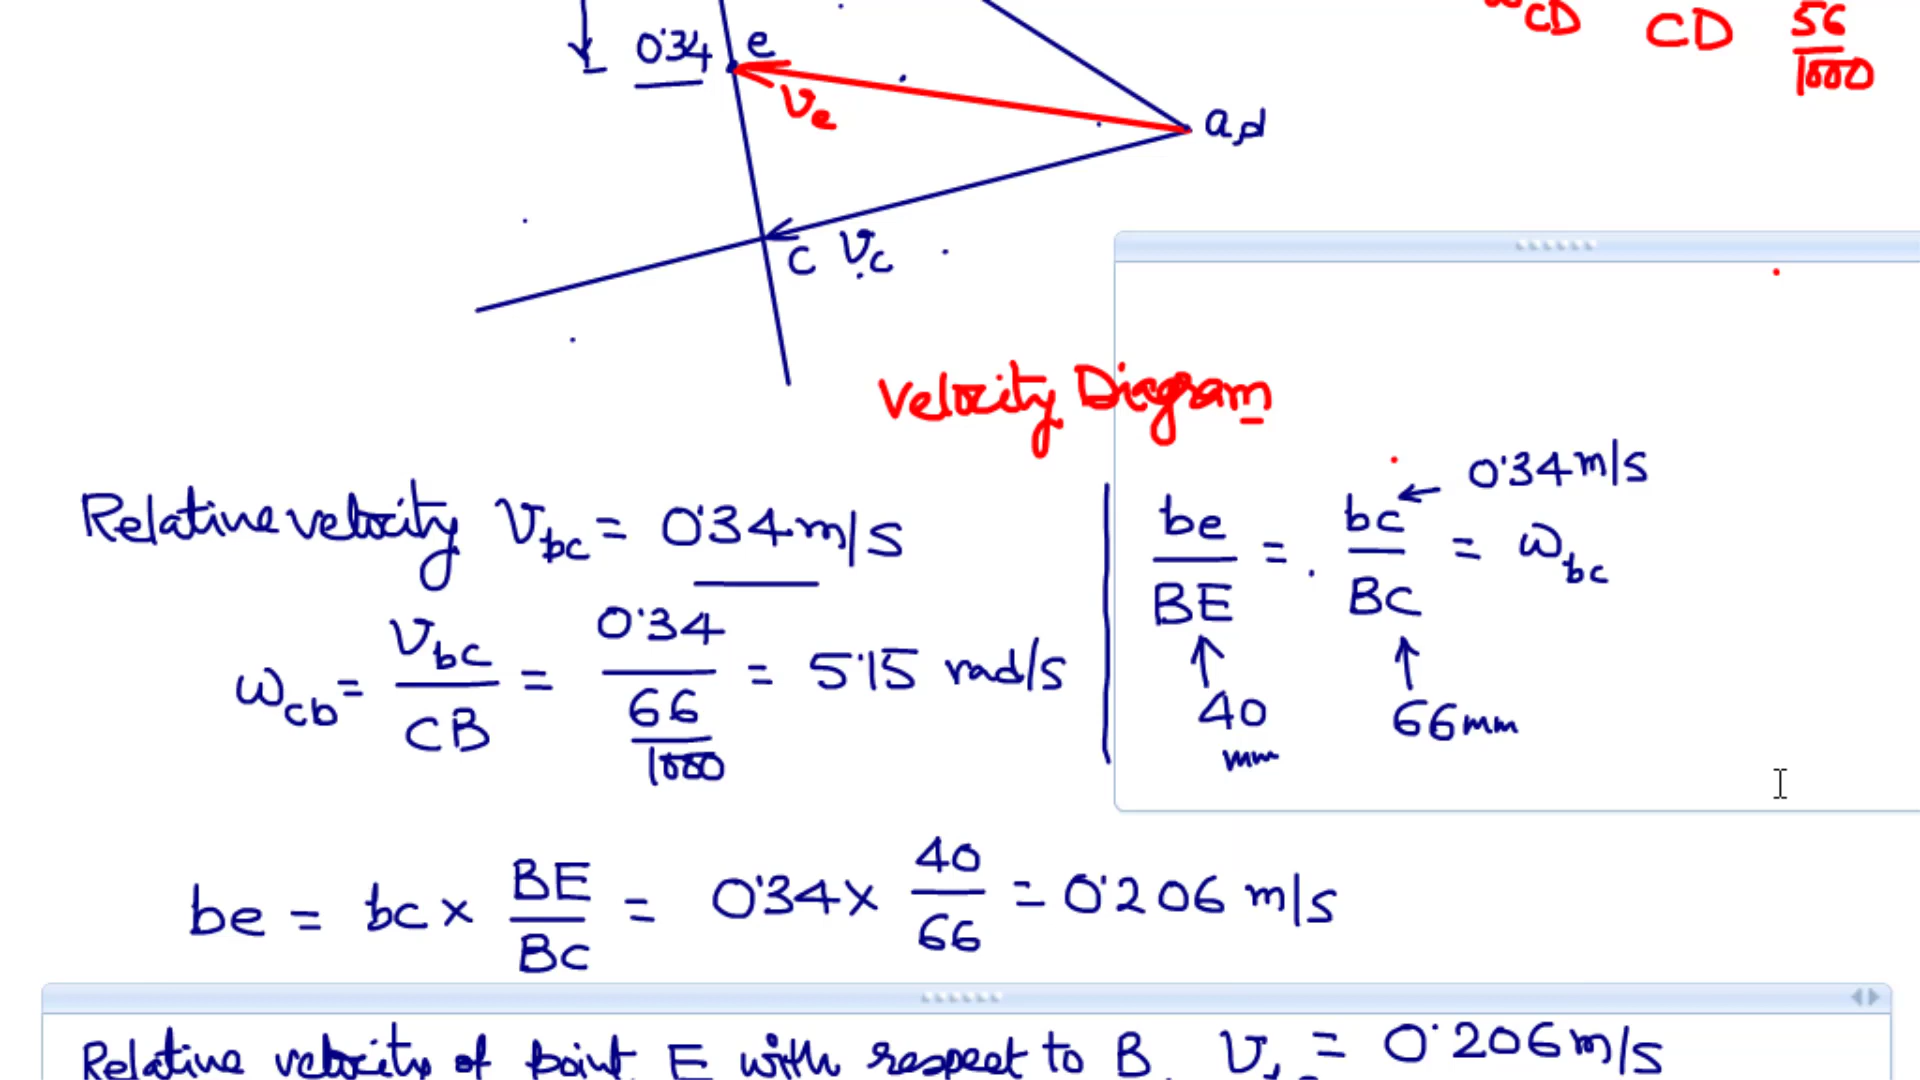 ωCD CD 56/1000
0.34 e
Ve
a,d
c Vc
Velocity Diagram
Relative velocity Vbc = 0.34 m/s
ωcb = Vbc/CB = 0.34/(66/1000) = 5.15 rad/s
0.34 m/s
be/BE = bc/BC = ωbc
40 mm 66 mm
be = bc × BE/BC = 0.34 × 40/66 = 0.206 m/s
Relative velocity of point E with respect to B, V = 0.206 m/s